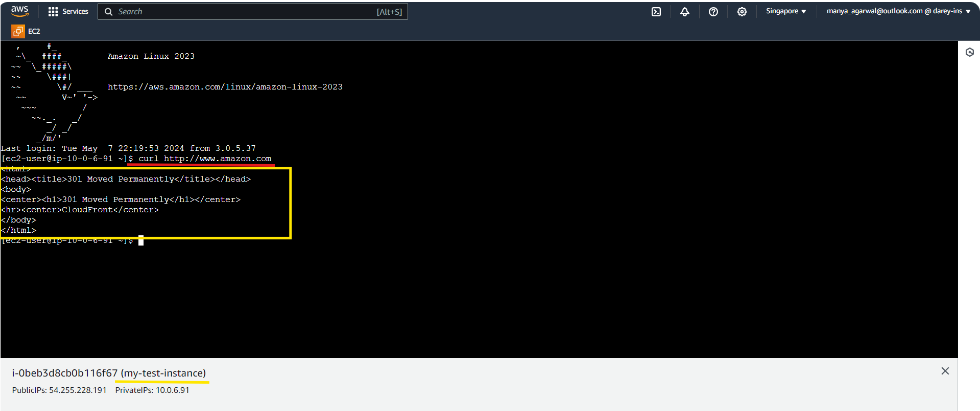 aws Services Search [Alt+S] Singapore manya_agarwal@outlook.com @ darey-ins
EC2
,     #_
~\_  ####_        Amazon Linux 2023
~~  \_#####\
~~     \###|
~~       \#/ ___   https://aws.amazon.com/linux/amazon-linux-2023
~~       V~' '->
~~~         /
~~._.   _/
_/ _/
_/m/'
Last login: Tue May  7 22:19:53 2024 from 3.0.5.37
[ec2-user@ip-10-0-6-91 ~]$ curl http://www.amazon.com
<html>
<head><title>301 Moved Permanently</title></head>
<body>
<center><h1>301 Moved Permanently</h1></center>
<hr><center>CloudFront</center>
</body>
</html>
[ec2-user@ip-10-0-6-91 ~]$
i-0beb3d8cb0b116f67 (my-test-instance)
PublicIPs: 54.255.228.191 PrivateIPs: 10.0.6.91